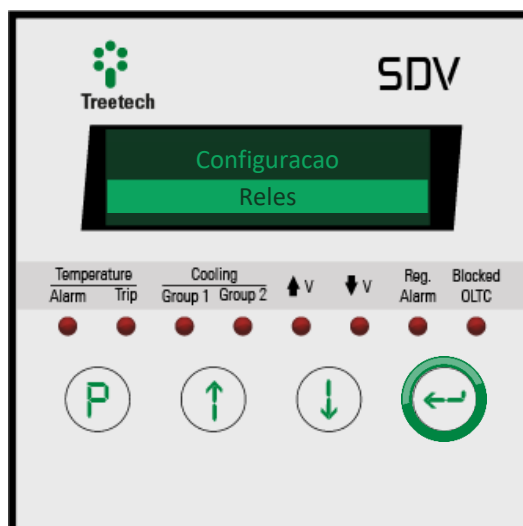 Treetech
SDV
Configuracao
Reles
Temperature
Alarm Trip
Cooling
Group 1 Group 2
V
V
Reg.
Alarm
Blocked
OLTC
P